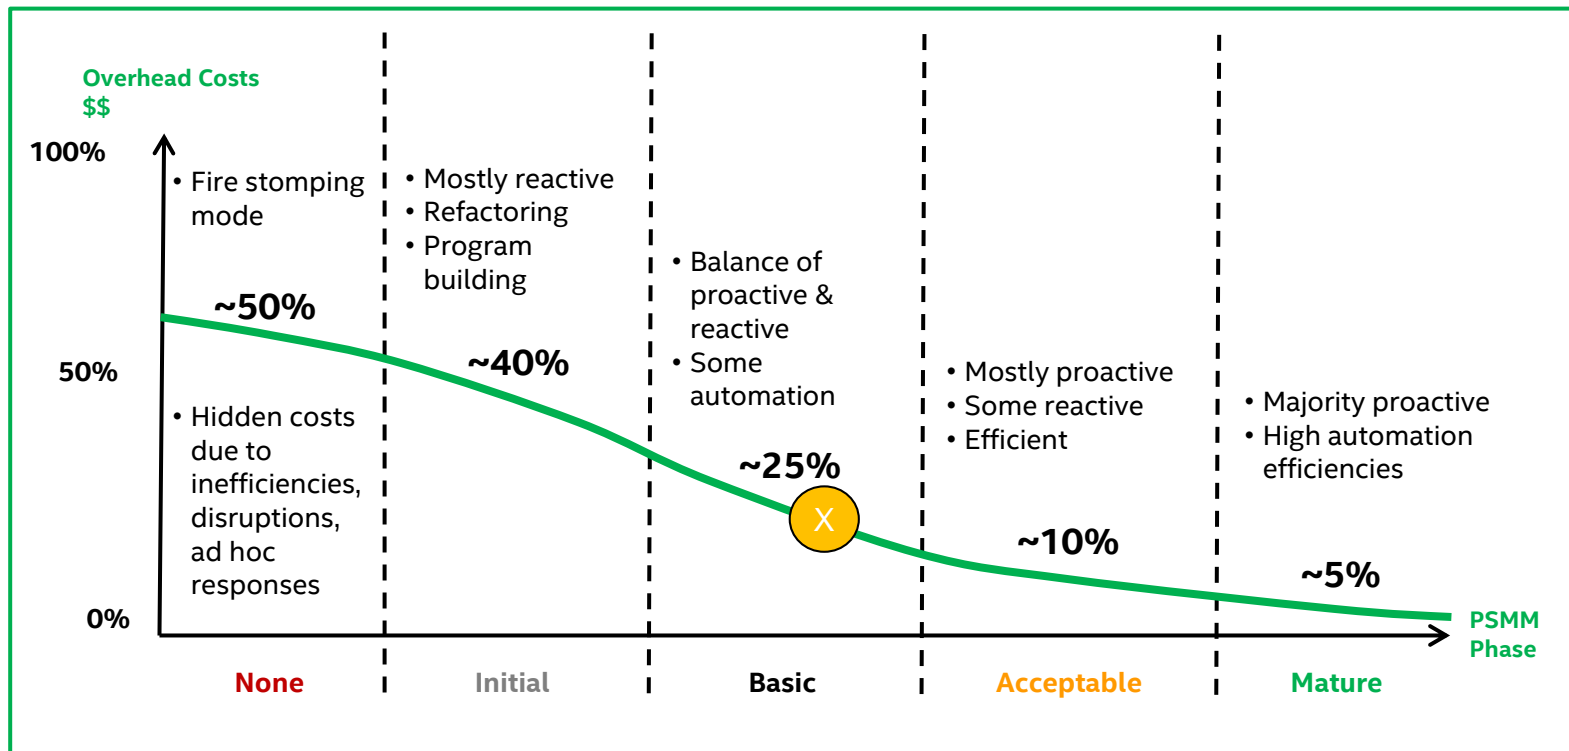 Overhead Costs
$$
100%
50%
0%
• Fire stomping
mode
~50%
• Hidden costs
due to
inefficiencies,
disruptions,
ad hoc
responses
• Mostly reactive
• Refactoring
• Program
building
~40%
• Balance of
proactive &
reactive
• Some
automation
~25%
X
• Mostly proactive
• Some reactive
• Efficient
~10%
• Majority proactive
• High automation
efficiencies
~5%
PSMM
Phase
None
Initial
Basic
Acceptable
Mature